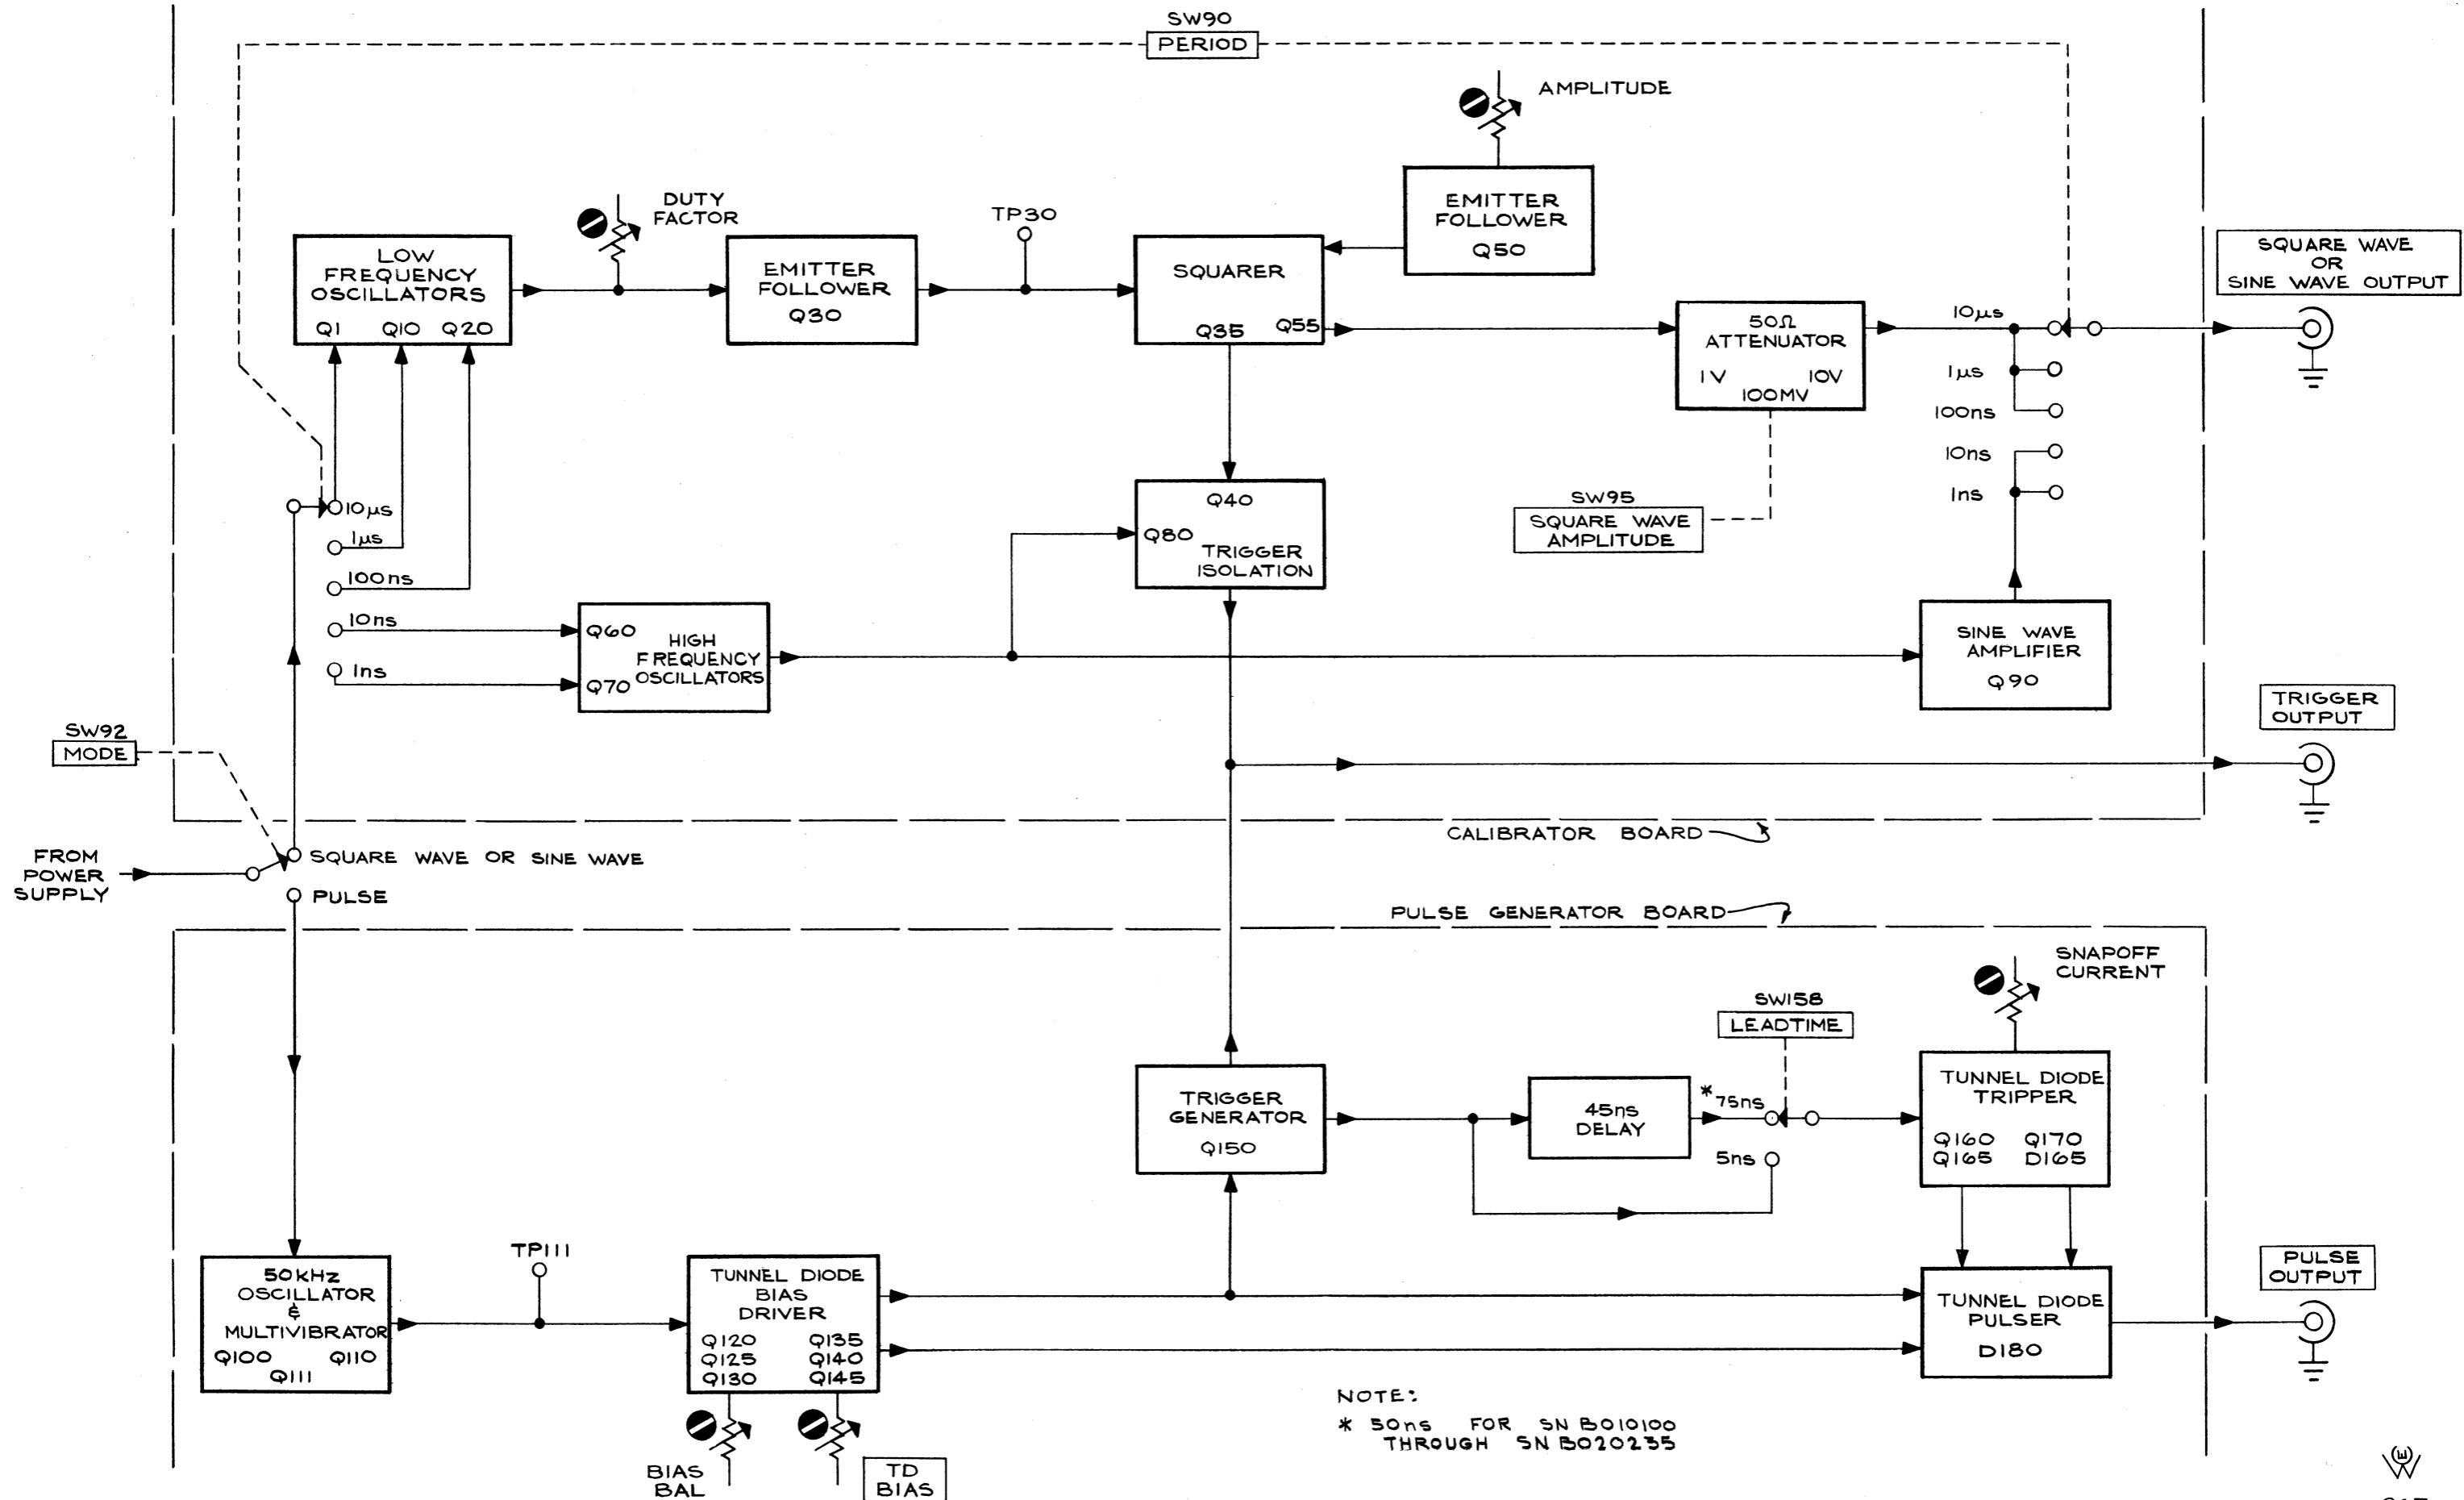 SW90
PERIOD
AMPLITUDE
DUTY
FACTOR
TP30
EMITTER
FOLLOWER
Q50
LOW
FREQUENCY
OSCILLATORS
Q1 Q10 Q20
EMITTER
FOLLOWER
Q30
SQUARER
Q35 Q55
50Ω
ATTENUATOR
1V 10V
100MV
10µs
1µs
100ns
10ns
1ns
SQUARE WAVE
OR
SINE WAVE OUTPUT
10µs
1µs
100ns
10ns
1ns
Q40
Q80
TRIGGER
ISOLATION
SW95
SQUARE WAVE
AMPLITUDE
Q60
HIGH
FREQUENCY
OSCILLATORS
Q70
SINE WAVE
AMPLIFIER
Q90
TRIGGER
OUTPUT
SW92
MODE
CALIBRATOR BOARD
FROM
POWER
SUPPLY
SQUARE WAVE OR SINE WAVE
PULSE
PULSE GENERATOR BOARD
SNAPOFF
CURRENT
SW158
LEADTIME
TRIGGER
GENERATOR
Q150
45ns
DELAY
*75ns
5ns
TUNNEL DIODE
TRIPPER
Q160 Q170
Q165 D165
TP111
50KHz
OSCILLATOR
&
MULTIVIBRATOR
Q100 Q110
Q111
TUNNEL DIODE
BIAS
DRIVER
Q120 Q135
Q125 Q140
Q130 Q145
TUNNEL DIODE
PULSER
D180
PULSE
OUTPUT
NOTE:
* 50ns FOR SN B010100
THROUGH SN B020235
BIAS
BAL
TD
BIAS